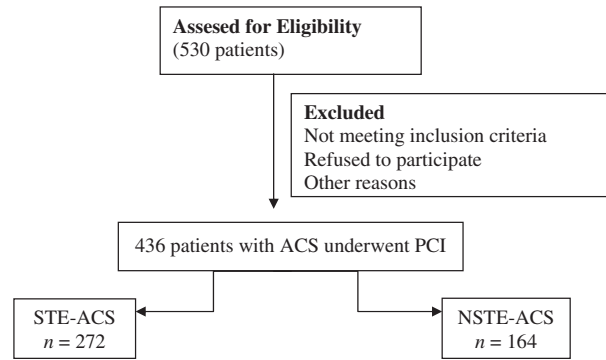 Assesed for Eligibility
(530 patients)
Excluded
Not meeting inclusion criteria
Refused to participate
Other reasons
436 patients with ACS underwent PCI
STE-ACS
n = 272
NSTE-ACS
n = 164